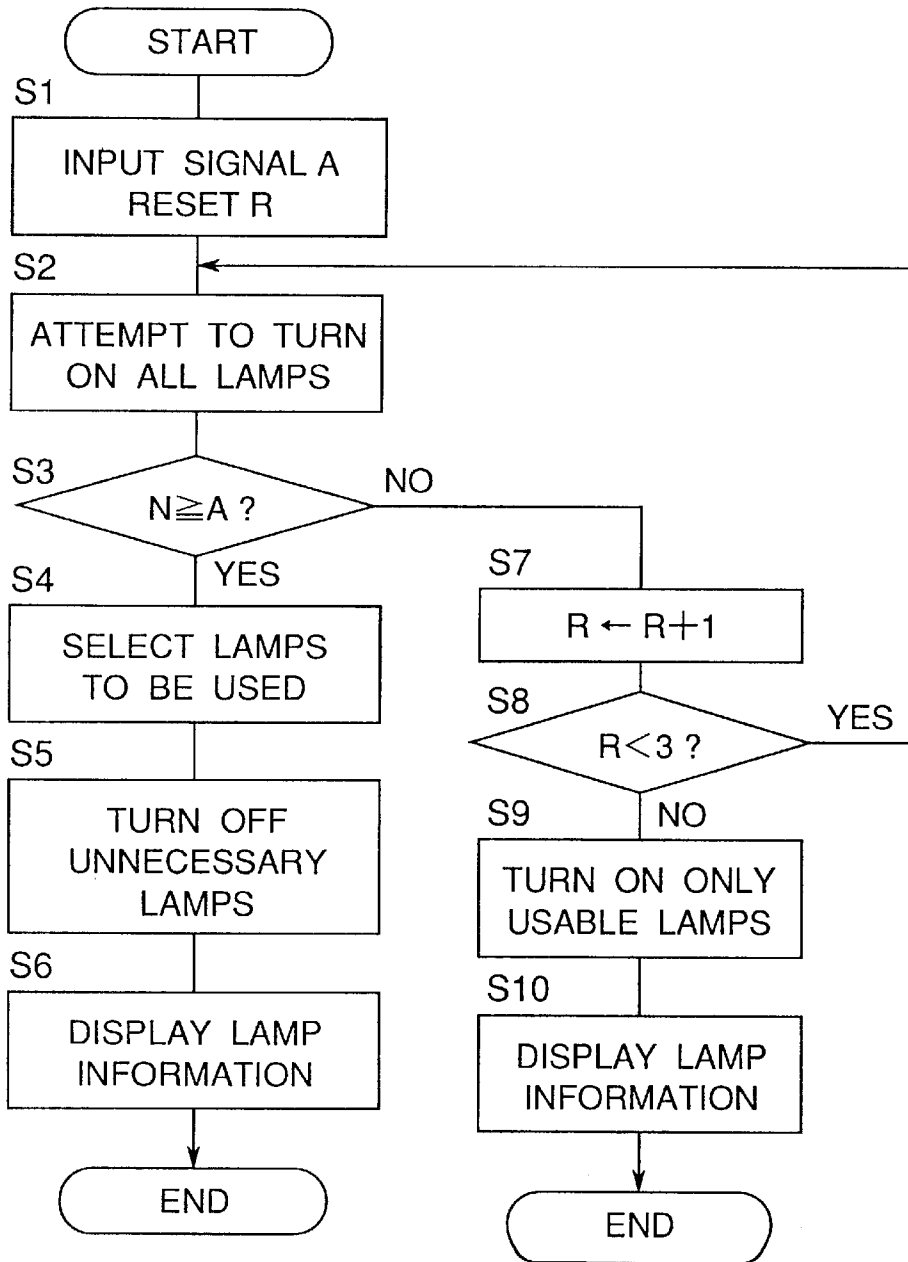 START
S1
INPUT SIGNAL A
RESET R
S2
ATTEMPT TO TURN
ON ALL LAMPS
S3
N≧A ?
NO
YES
S4
SELECT LAMPS
TO BE USED
S5
TURN OFF
UNNECESSARY
LAMPS
S6
DISPLAY LAMP
INFORMATION
END
S7
R ← R+1
S8
R<3 ?
YES
NO
S9
TURN ON ONLY
USABLE LAMPS
S10
DISPLAY LAMP
INFORMATION
END